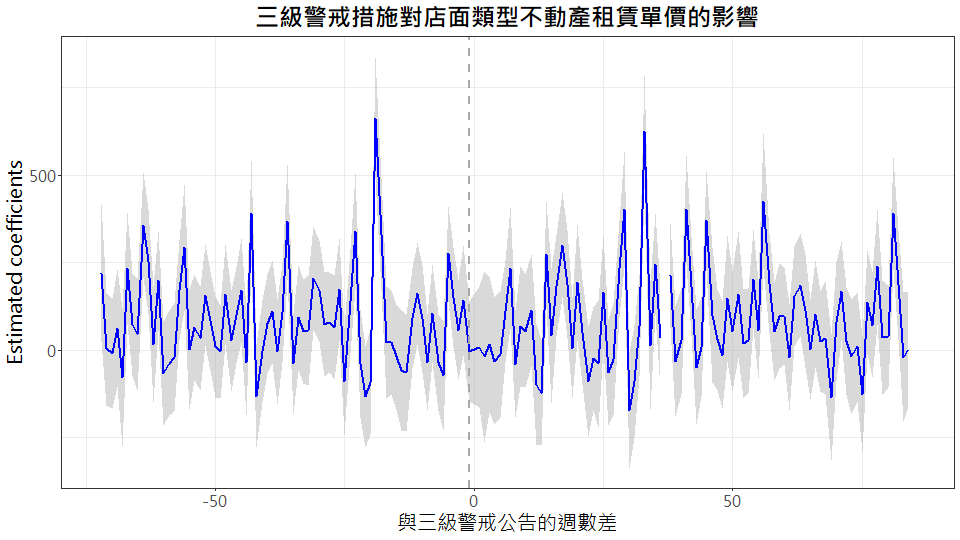 三級警戒措施對店面類型不動產租賃單價的影響
Estimated coefficients
500
0
-50
0
50
與三級警戒公告的週數差